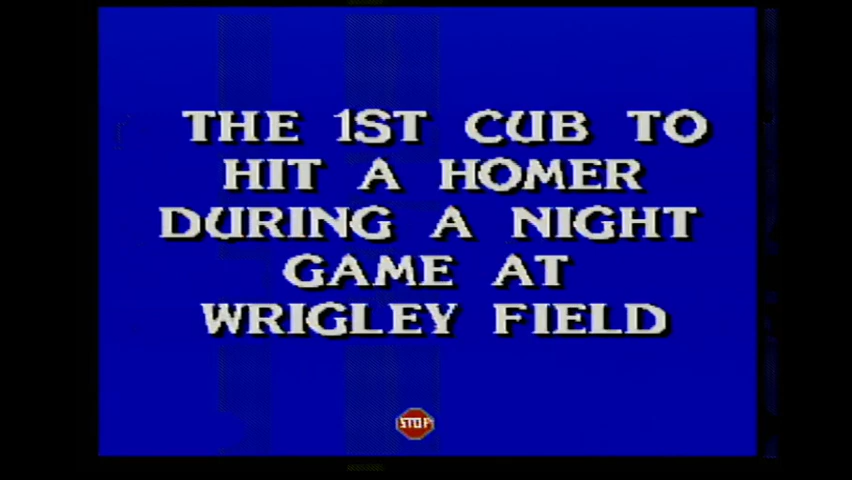 THE 1ST CUB TO
HIT A HOMER
DURING A NIGHT
GAME AT
WRIGLEY FIELD
STOP